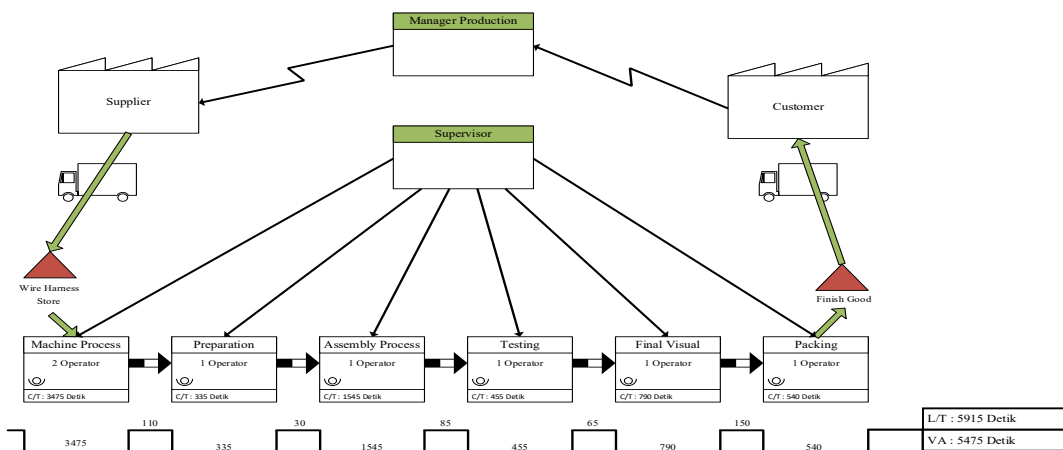 Manager Production
Supplier
Customer
Supervisor
Wire Harness
Store
Finish Good
Machine Process
2 Operator
C/T : 3475 Detik
Preparation
1 Operator
C/T : 335 Detik
Assembly Process
1 Operator
C/T : 1545 Detik
Testing
1 Operator
C/T : 455 Detik
Final Visual
1 Operator
C/T : 790 Detik
Packing
1 Operator
C/T : 540 Detik
110
30
85
65
150
3475
335
1545
455
790
540
L/T : 5915 Detik
VA : 5475 Detik